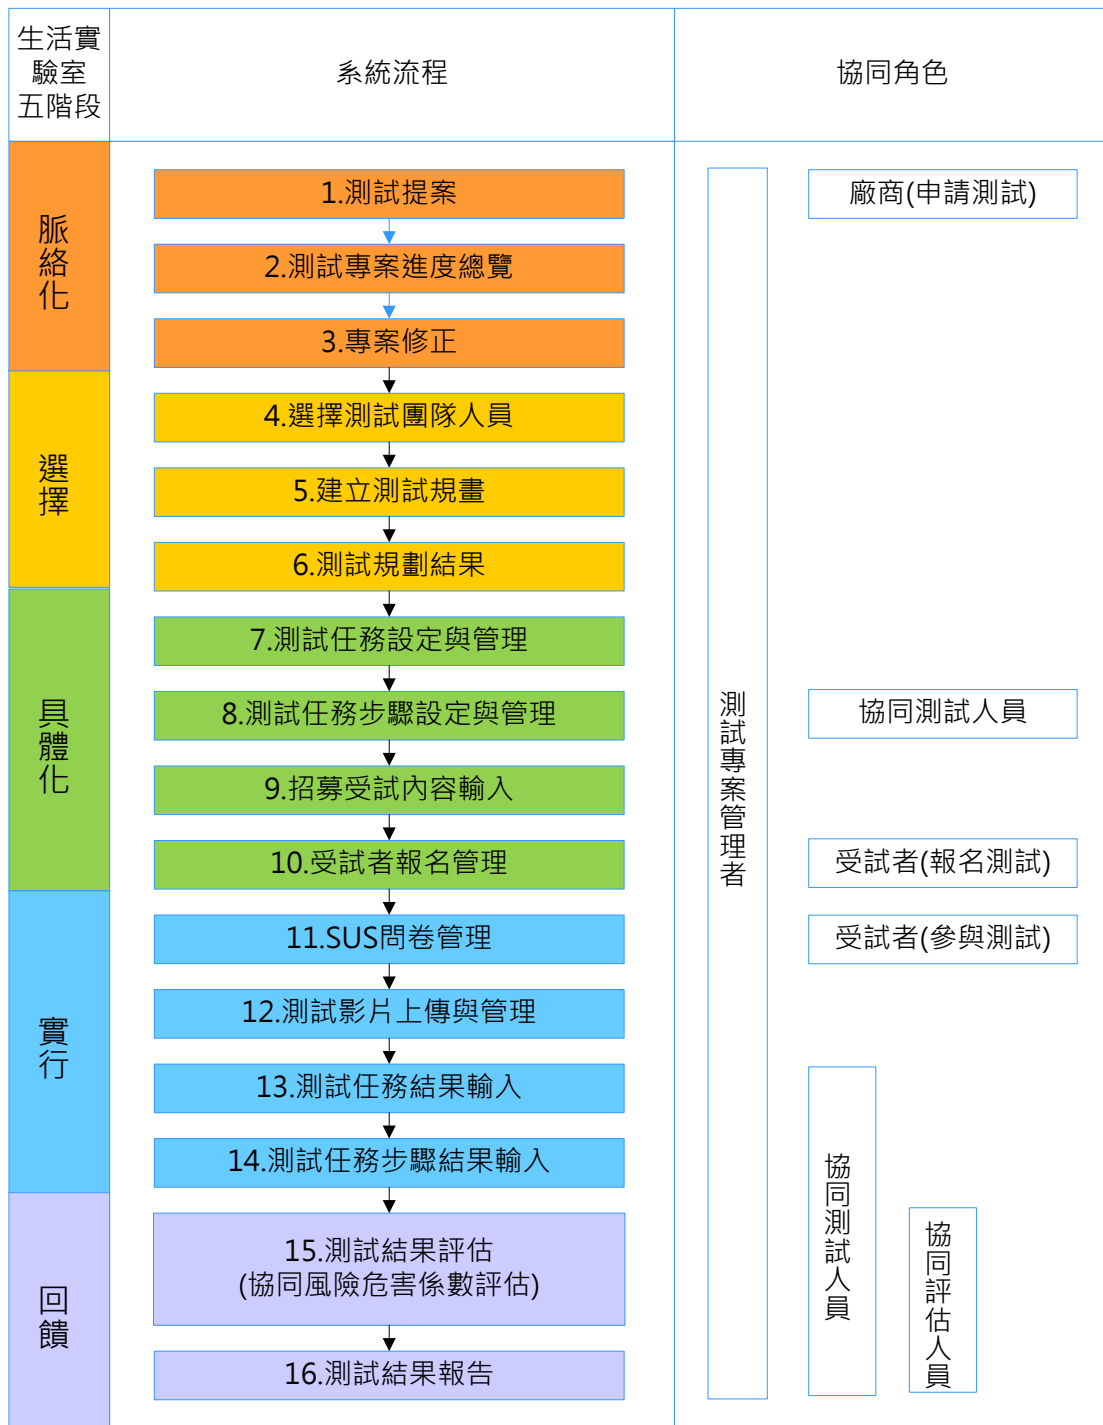 生活實
驗室
五階段
系統流程
協同角色
脈絡化
1.測試提案
2.測試專案進度總覽
3.專案修正
選擇
4.選擇測試團隊人員
5.建立測試規畫
6.測試規劃結果
具體化
7.測試任務設定與管理
8.測試任務步驟設定與管理
9.招募受試內容輸入
10.受試者報名管理
實行
11.SUS問卷管理
12.測試影片上傳與管理
13.測試任務結果輸入
14.測試任務步驟結果輸入
回饋
15.測試結果評估
(協同風險危害係數評估)
16.測試結果報告
測試專案管理者
廠商(申請測試)
協同測試人員
受試者(報名測試)
受試者(參與測試)
協同測試人員
協同評估人員